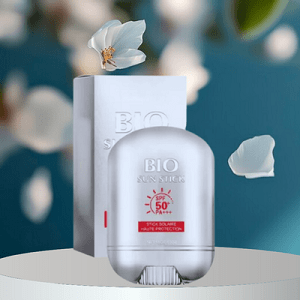 BIO
BIO
SUN STICK
SPF
50+
PA+++
STICK SOLAIRE
HAUTE PROTECTION